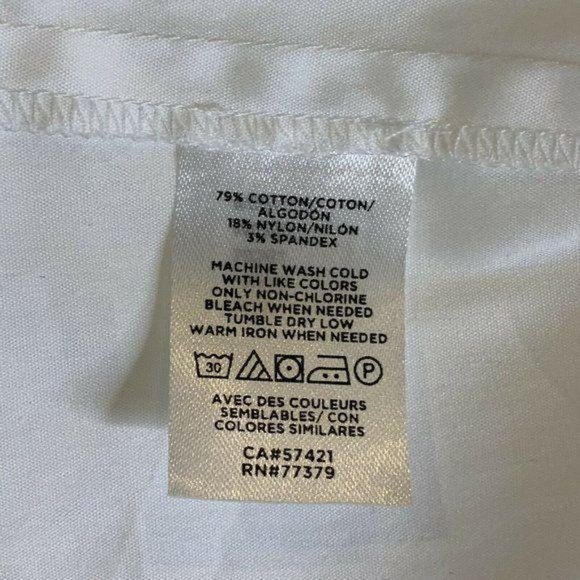 79% COTTON/COTON/
ALGODÓN
18% NYLON/NILÓN
3% SPANDEX
MACHINE WASH COLD
WITH LIKE COLORS
ONLY NON-CHLORINE
BLEACH WHEN NEEDED
TUMBLE DRY LOW
WARM IRON WHEN NEEDED
30 P
AVEC DES COULEURS
SEMBLABLES/ CON
COLORES SIMILARES
CA#57421
RN#77379